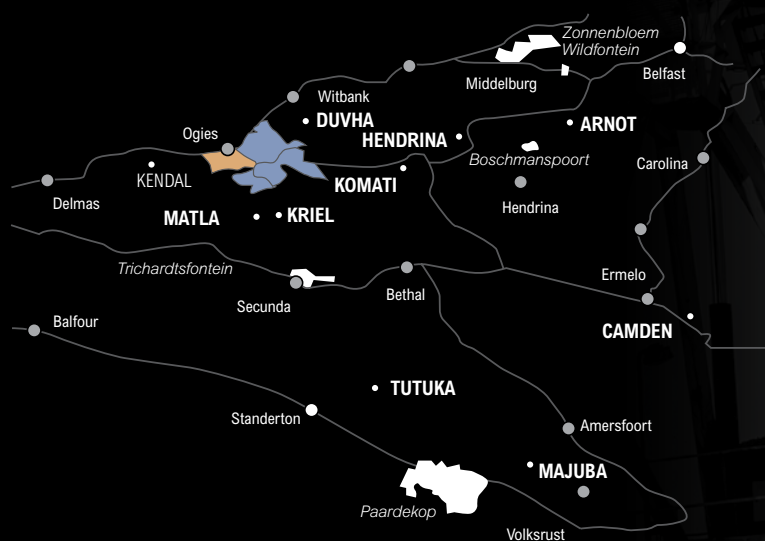 Zonnenbloem
Wildfontein
Belfast
Middelburg
Witbank
DUVHA
ARNOT
Ogies
HENDRINA
Boschmanspoort
Carolina
KENDAL
KOMATI
Delmas
Hendrina
MATLA
KRIEL
Trichardtsfontein
Ermelo
Secunda
Bethal
Balfour
CAMDEN
TUTUKA
Standerton
Amersfoort
MAJUBA
Paardekop
Volksrust